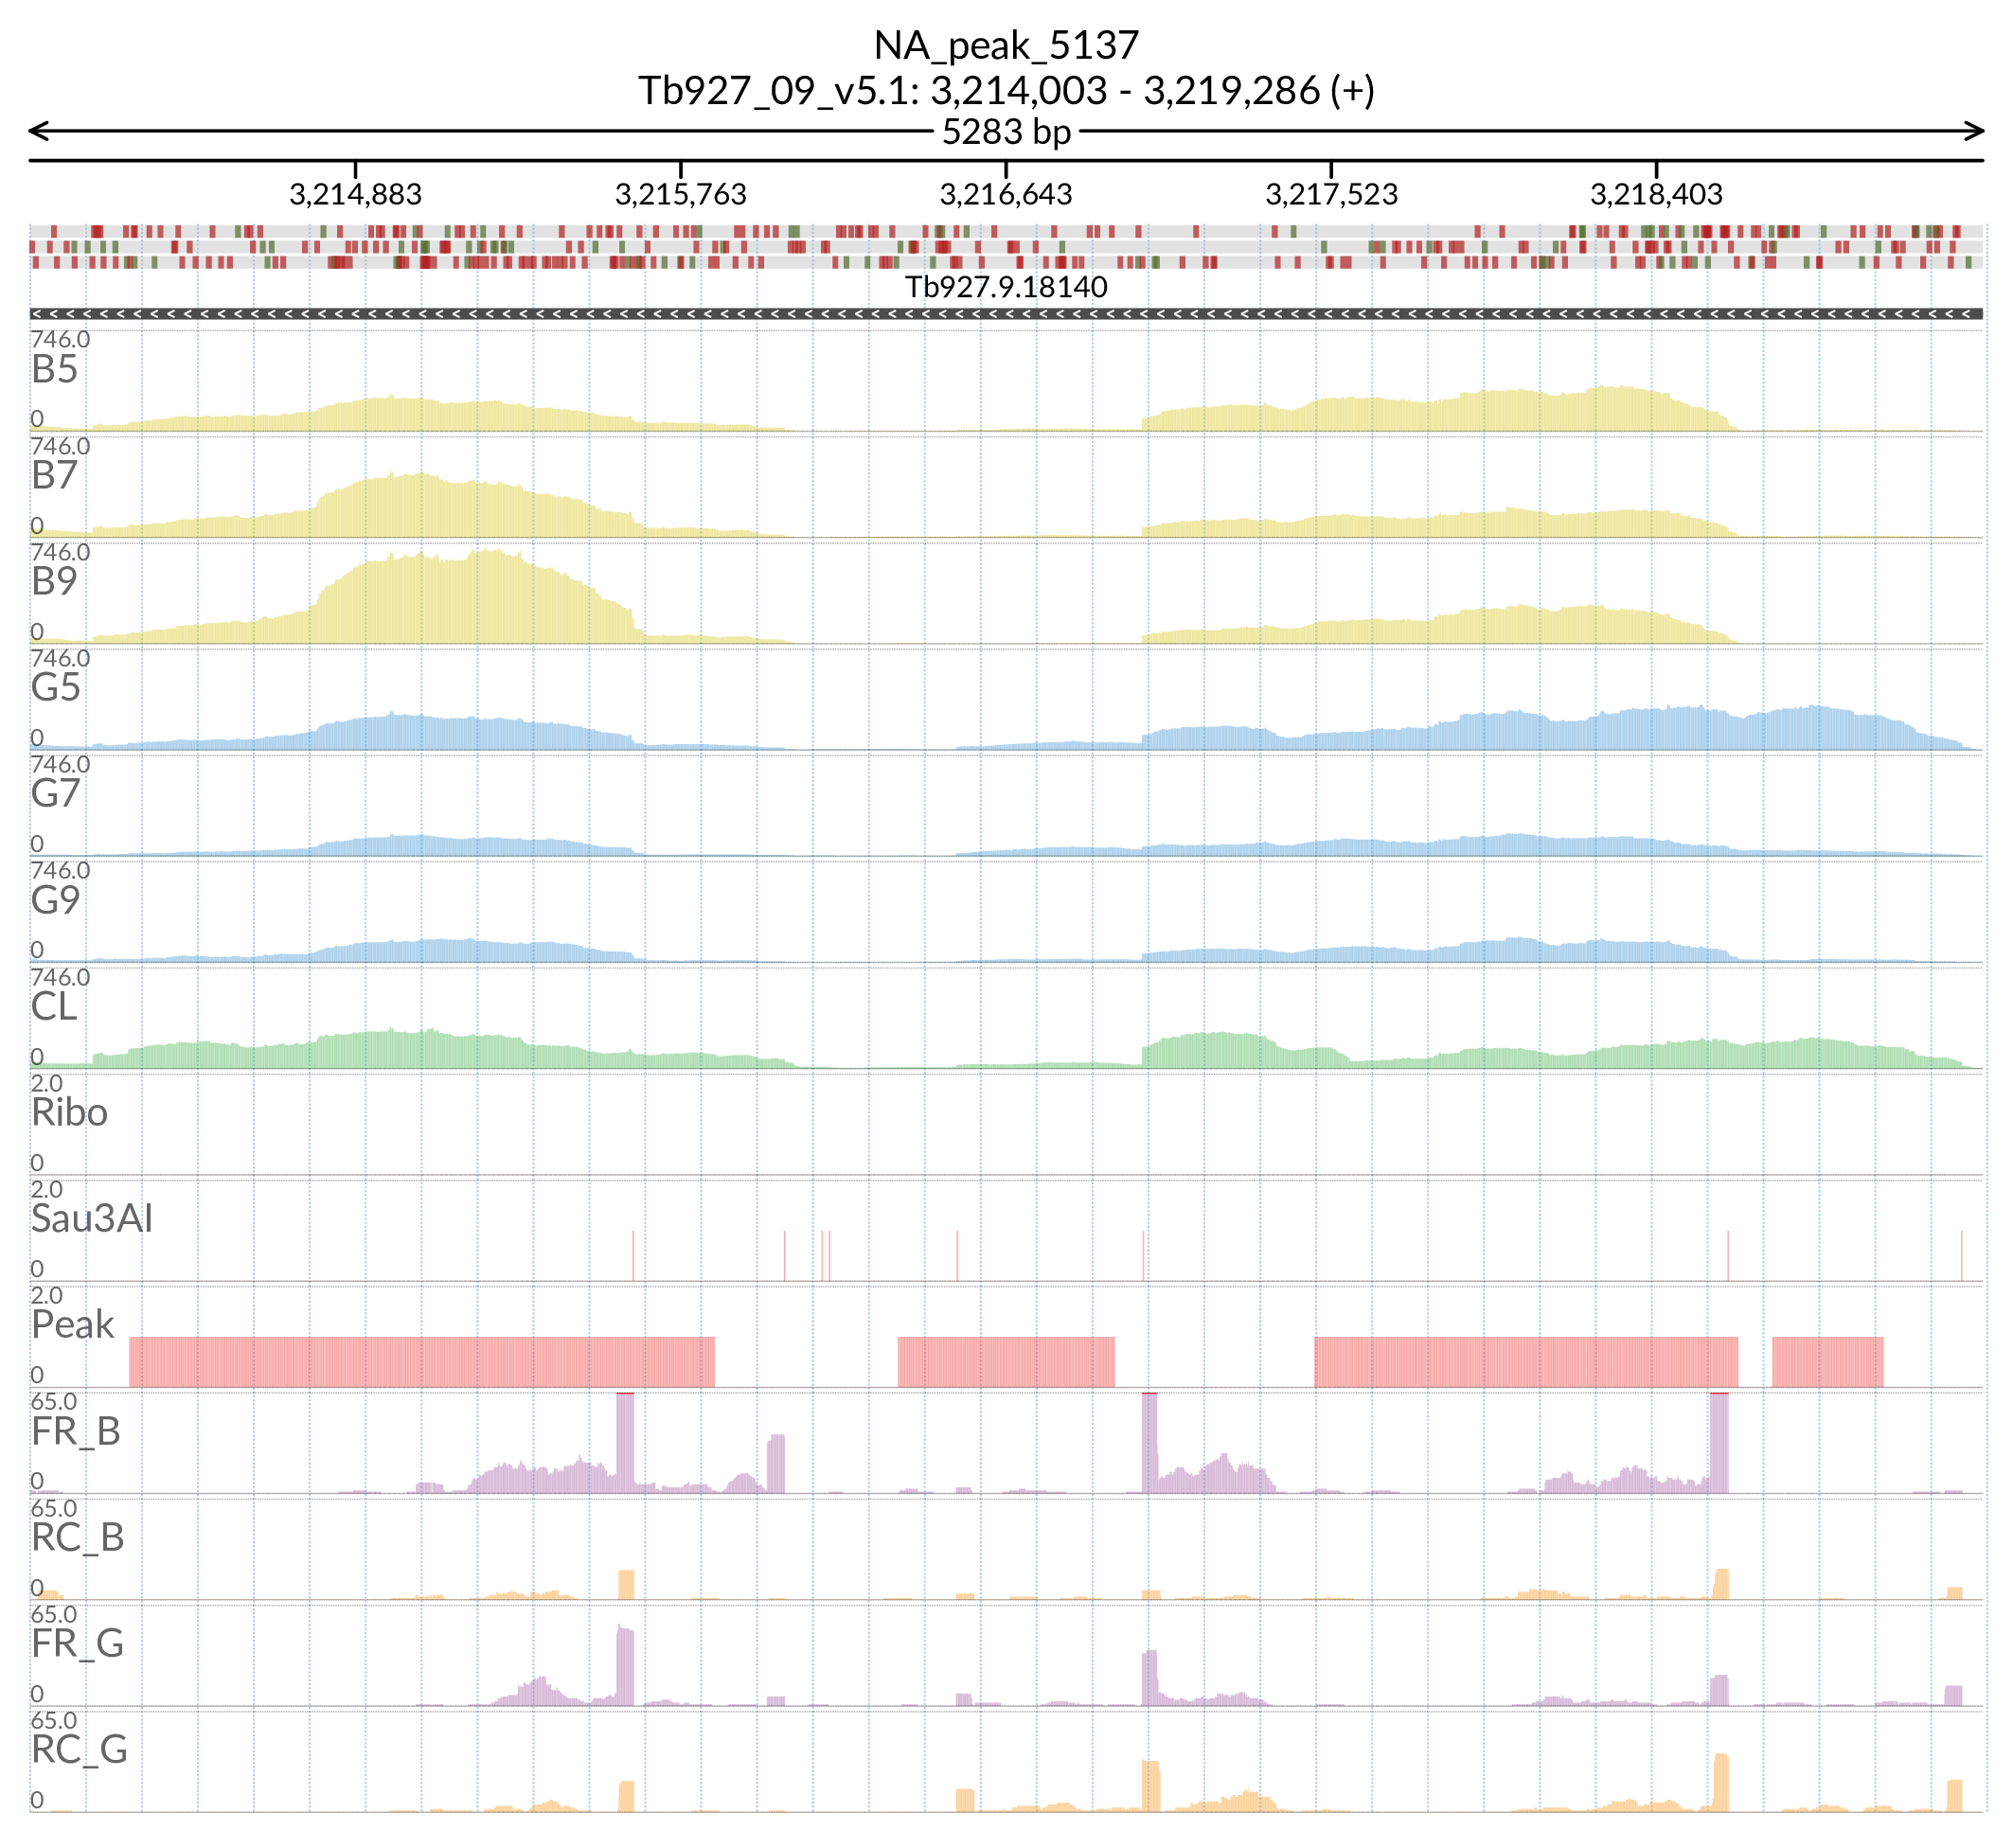 NA_peak_5137
Tb927_09_v5.1: 3,214,003 - 3,219,286 (+)
5283 bp
3,214,883 3,215,763 3,216,643 3,217,523 3,218,403
Tb927.9.18140
746.0
B5
0
746.0
B7
0
746.0
B9
0
746.0
G5
0
746.0
G7
0
746.0
G9
0
746.0
CL
0
2.0
Ribo
0
2.0
Sau3AI
0
2.0
Peak
0
65.0
FR_B
0
65.0
RC_B
0
65.0
FR_G
0
65.0
RC_G
0